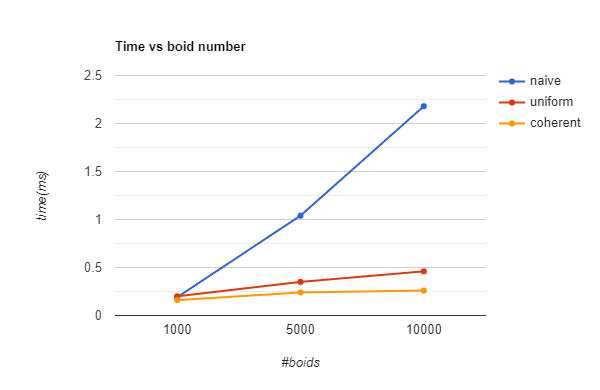 Time vs boid number
2.5
2
1.5
1
0.5
0
time(ms)
1000
5000
10000
#boids
naive
uniform
coherent